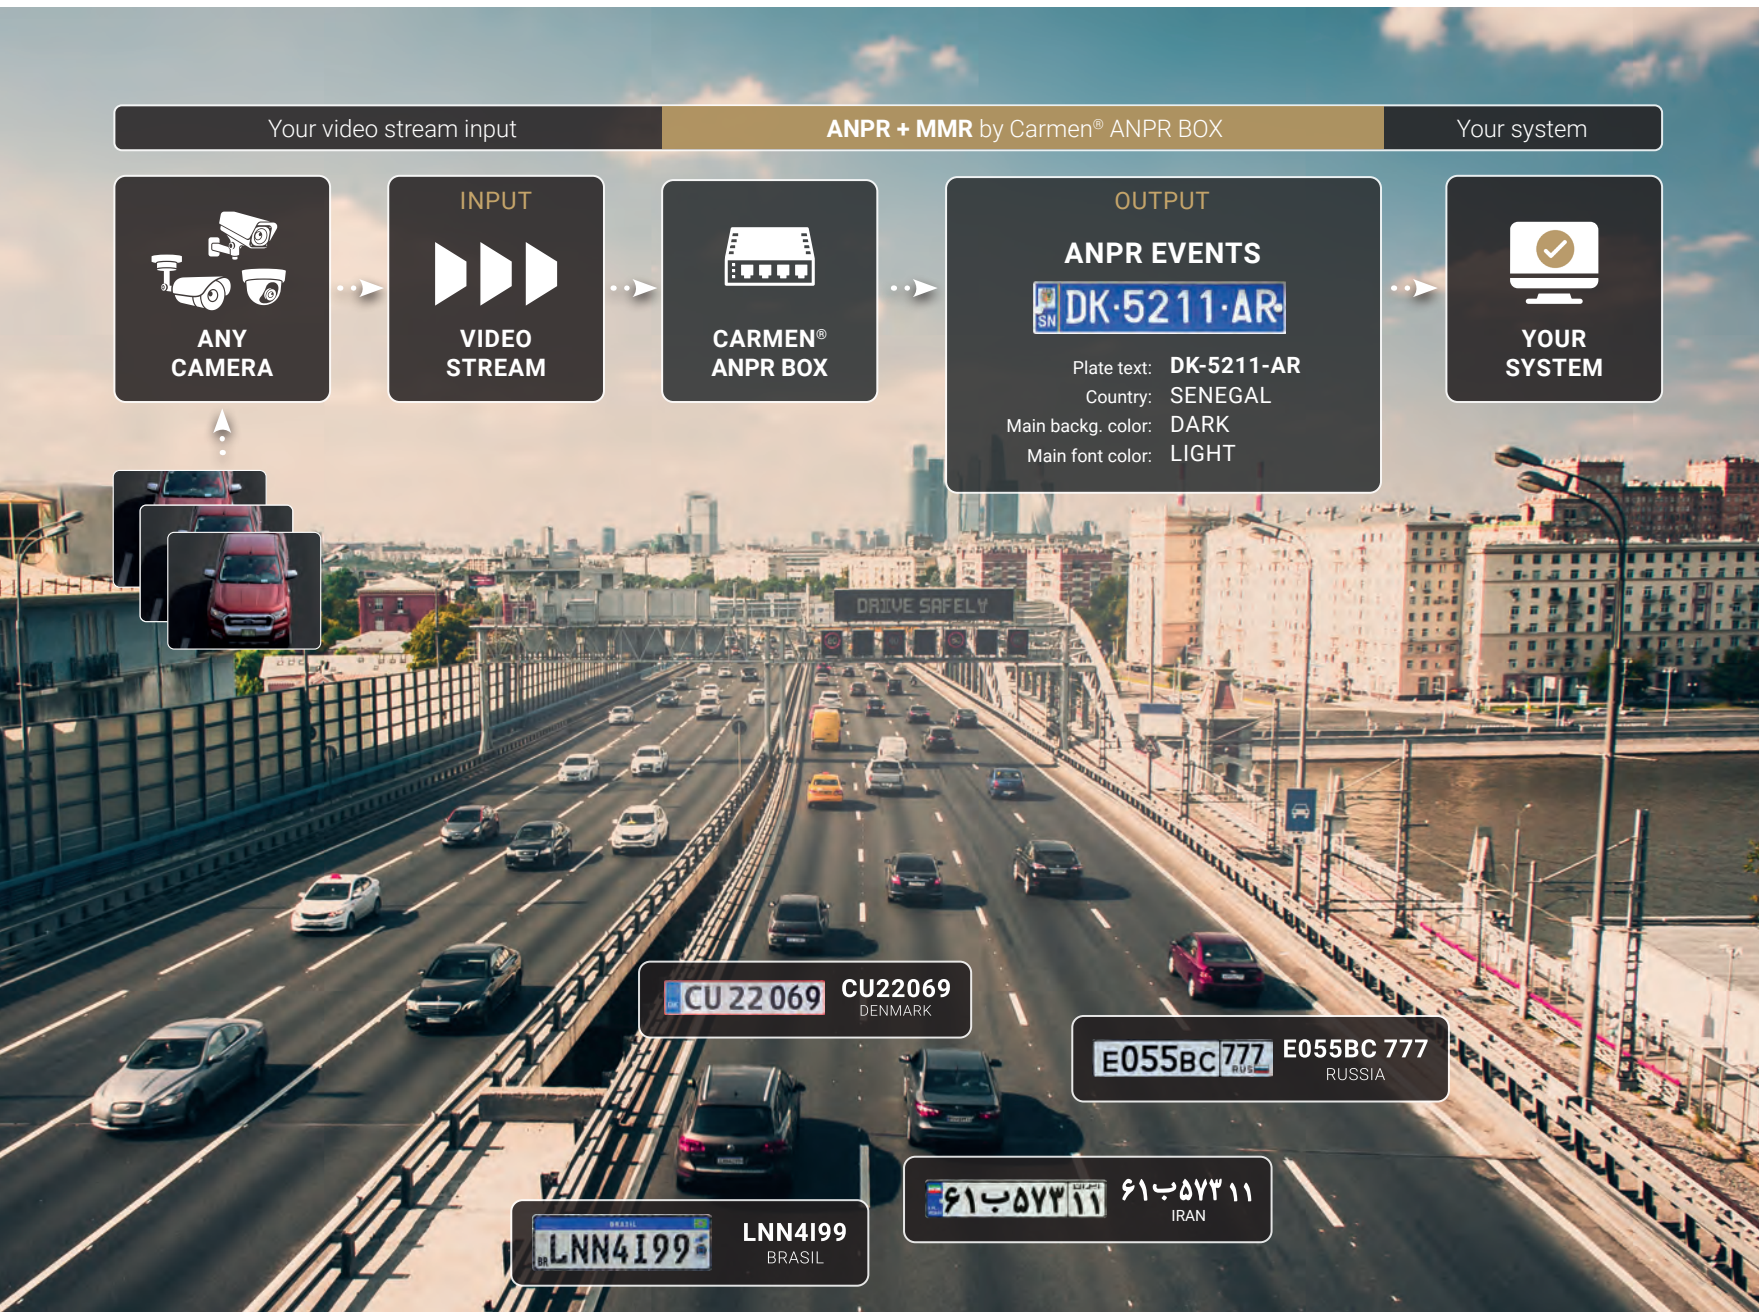 Your video stream input
ANPR + MMR by Carmen® ANPR BOX
Your system
ANY
CAMERA
INPUT
VIDEO
STREAM
CARMEN®
ANPR BOX
OUTPUT
ANPR EVENTS
SN DK·5211·AR
Plate text: DK-5211-AR
Country: SENEGAL
Main backg. color: DARK
Main font color: LIGHT
YOUR
SYSTEM
DRIVE SAFELY
CU 22 069
CU22069
DENMARK
E055BC 777
RUS
E055BC 777
RUSSIA
۶۱ب۵۷۳ ۱۱
۶۱ب۵۷۳ ۱۱
IRAN
BRASIL
BR
LNN4I99
LNN4I99
BRASIL